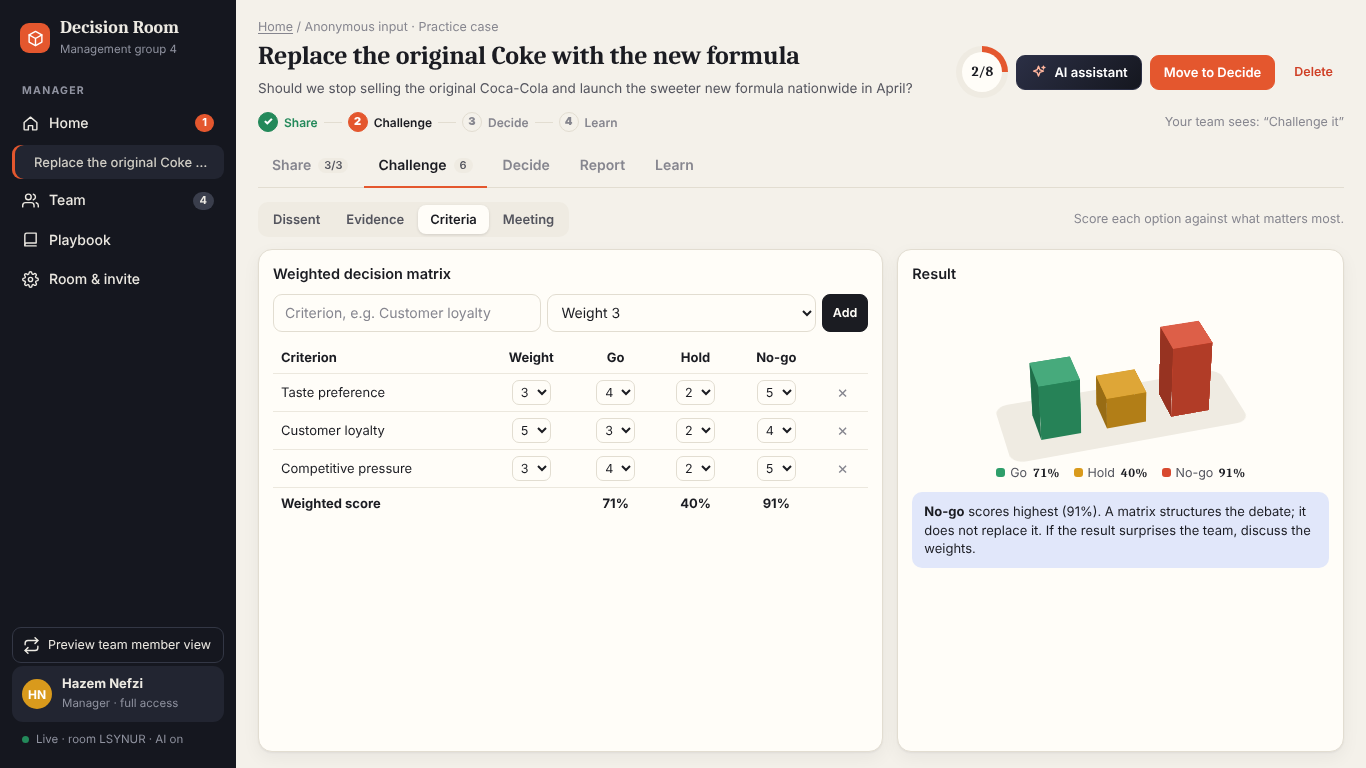 Decision Room
Management group 4
MANAGER
Home 1
Replace the original Coke ...
Team 4
Playbook
Room & invite
Preview team member view
HN
Hazem Nefzi
Manager · full access
Live · room LSYNUR · AI on
Home / Anonymous input · Practice case
Replace the original Coke with the new formula
Should we stop selling the original Coca-Cola and launch the sweeter new formula nationwide in April?
2/8
AI assistant
Move to Decide
Delete
Share 2 Challenge 3 Decide 4 Learn
Your team sees: “Challenge it”
Share 3/3 Challenge 6 Decide Report Learn
Dissent Evidence Criteria Meeting
Score each option against what matters most.
Weighted decision matrix
Criterion, e.g. Customer loyalty Weight 3 Add
Criterion Weight Go Hold No-go
Taste preference 3 4 2 5 ×
Customer loyalty 5 3 2 4 ×
Competitive pressure 3 4 2 5 ×
Weighted score 71% 40% 91%
Result
Go 71% Hold 40% No-go 91%
No-go scores highest (91%). A matrix structures the debate; it
does not replace it. If the result surprises the team, discuss the
weights.